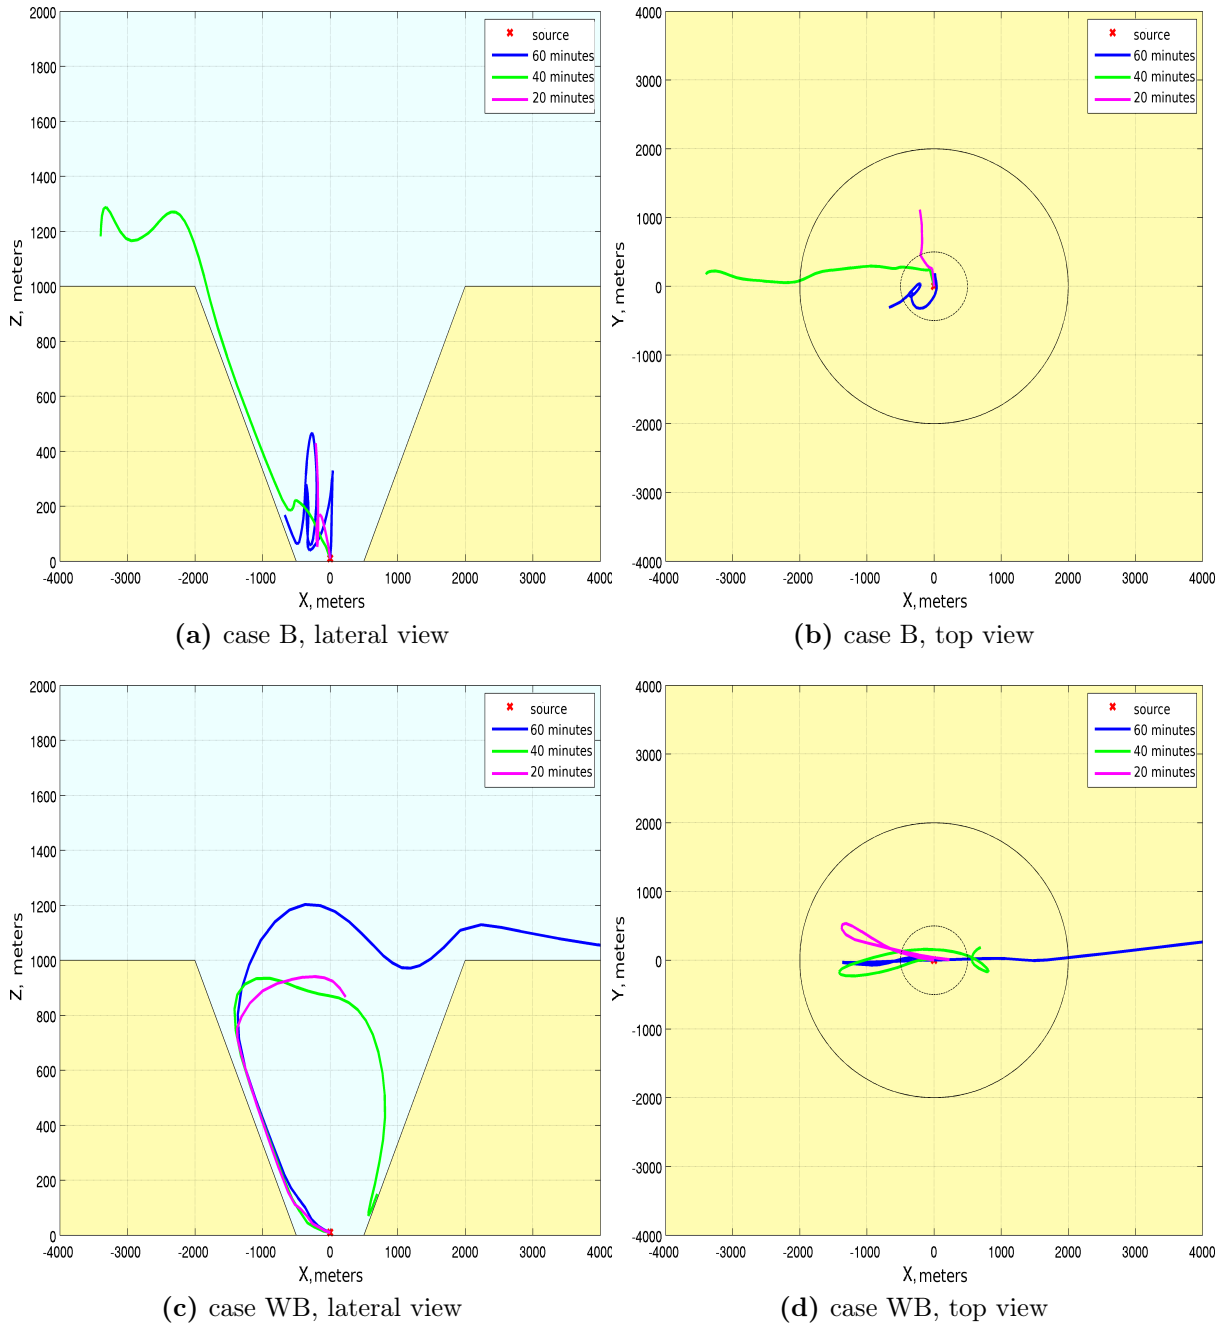 2000
1800
1600
1400
1200
1000
800
600
400
200
0
Z, meters
-4000 -3000 -2000 -1000 0 1000 2000 3000 4000
X, meters
source
60 minutes
40 minutes
20 minutes
(a) case B, lateral view
4000
3000
2000
1000
0
-1000
-2000
-3000
-4000
Y, meters
-4000 -3000 -2000 -1000 0 1000 2000 3000 4000
X, meters
source
60 minutes
40 minutes
20 minutes
(b) case B, top view
2000
1800
1600
1400
1200
1000
800
600
400
200
0
Z, meters
-4000 -3000 -2000 -1000 0 1000 2000 3000 4000
X, meters
source
60 minutes
40 minutes
20 minutes
(c) case WB, lateral view
4000
3000
2000
1000
0
-1000
-2000
-3000
-4000
Y, meters
-4000 -3000 -2000 -1000 0 1000 2000 3000 4000
X, meters
source
60 minutes
40 minutes
20 minutes
(d) case WB, top view